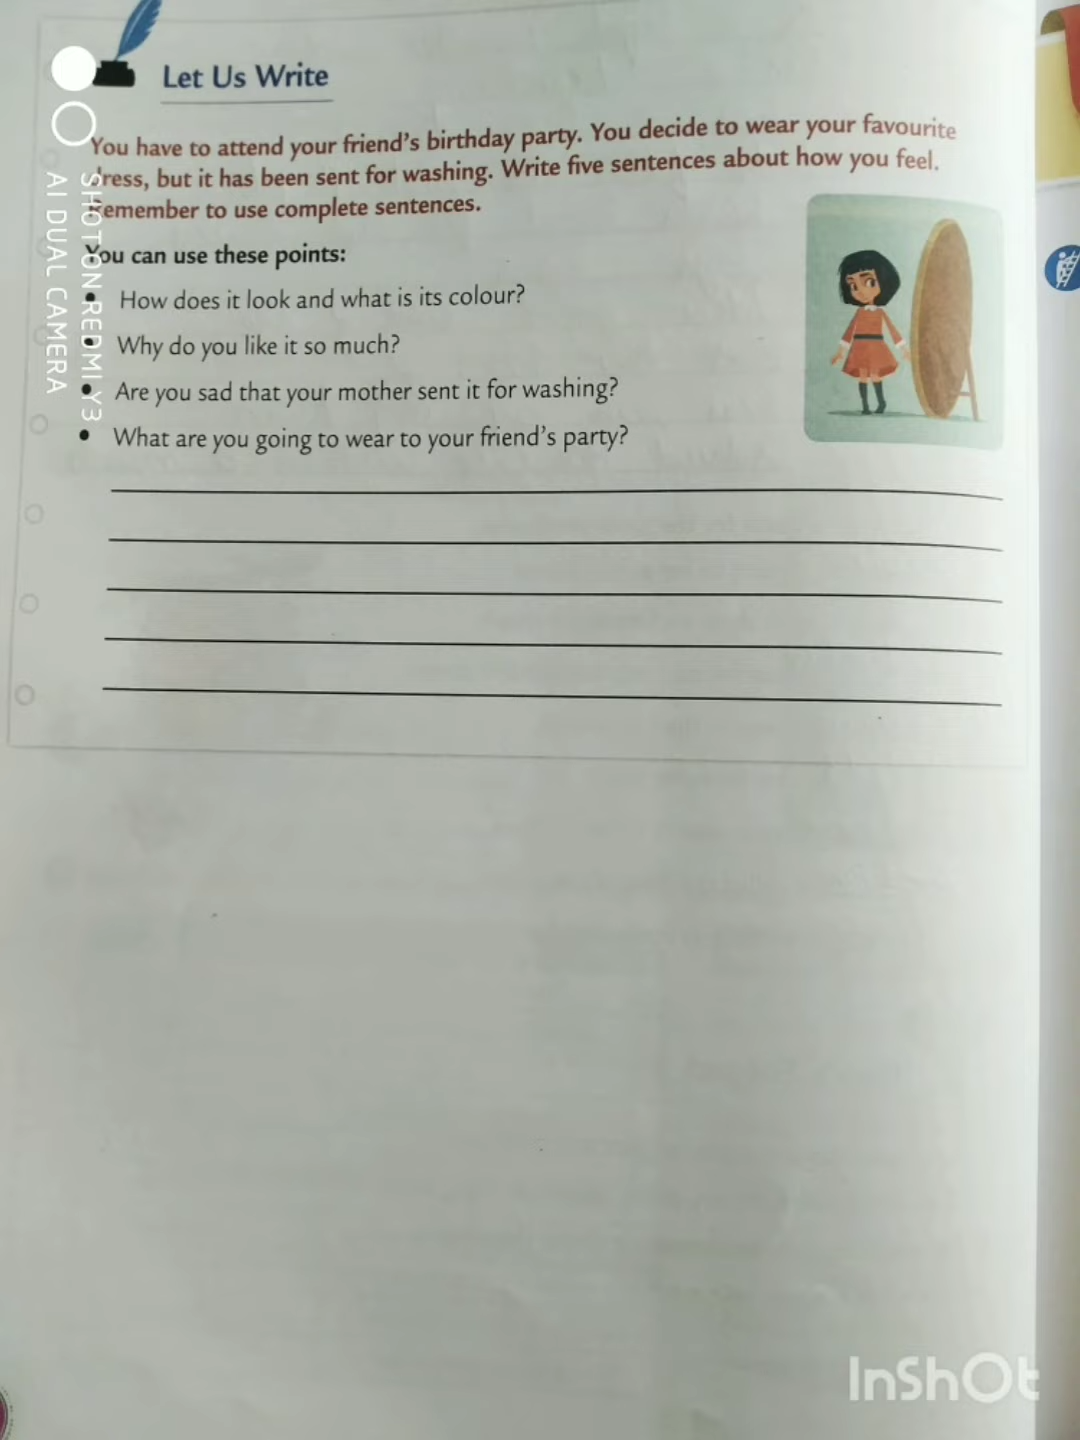 Let Us Write
You have to attend your friend's birthday party. You decide to wear your favourite
dress, but it has been sent for washing. Write five sentences about how you feel.
Remember to use complete sentences.
You can use these points:
• How does it look and what is its colour?
• Why do you like it so much?
• Are you sad that your mother sent it for washing?
• What are you going to wear to your friend's party?
SHOT ON REDMI Y3
AI DUAL CAMERA
InShOt